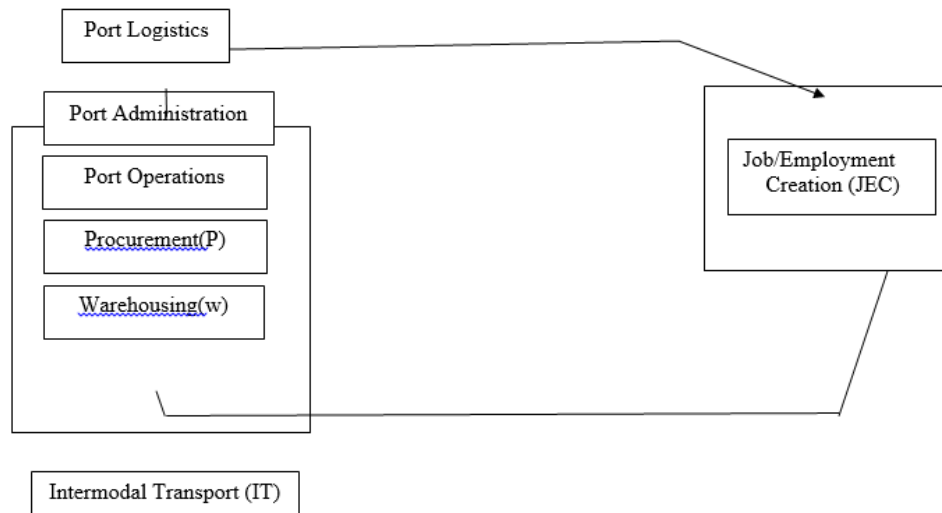 Port Logistics
Port Administration
Port Operations
Procurement(P)
Warehousing(w)
Intermodal Transport (IT)
Job/Employment
Creation (JEC)